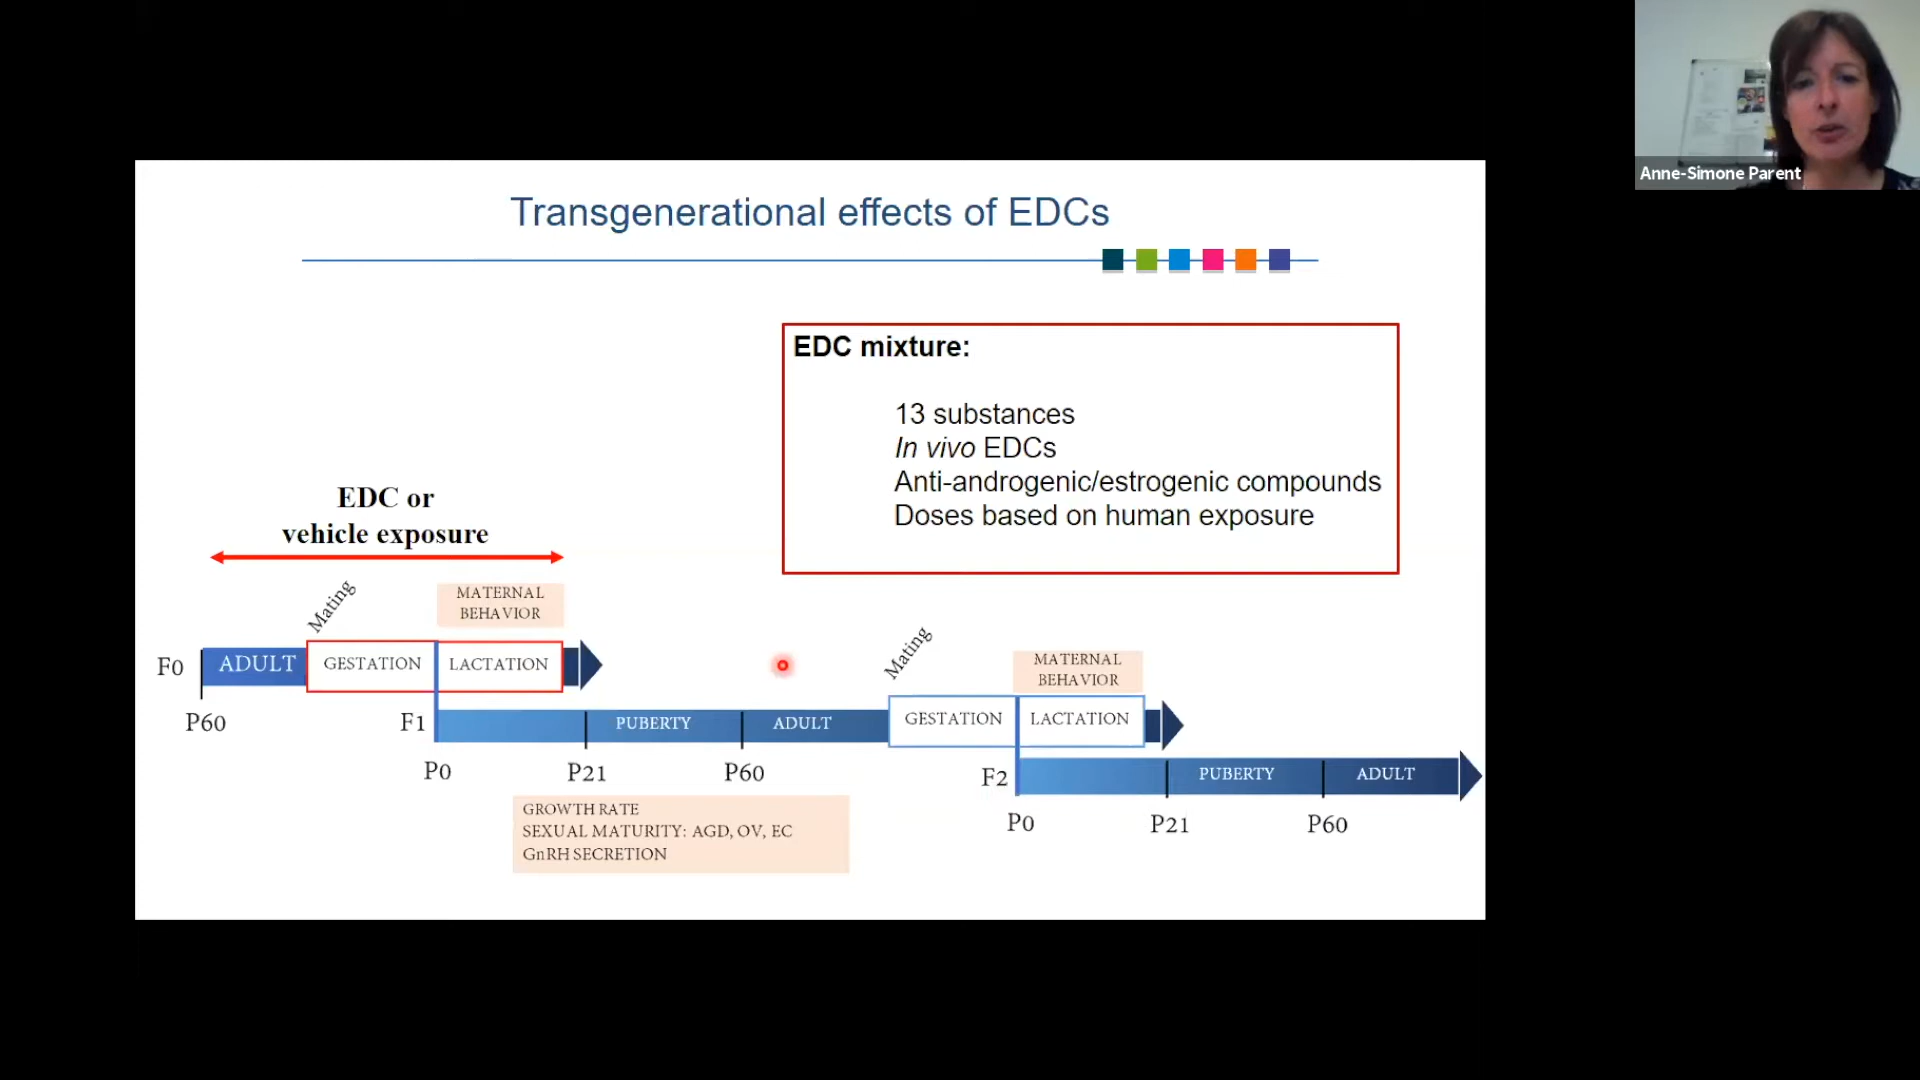 Anne-Simone Parent
Transgenerational effects of EDCs
EDC mixture:
13 substances
In vivo EDCs
Anti-androgenic/estrogenic compounds
Doses based on human exposure
EDC or
vehicle exposure
Mating
MATERNAL
BEHAVIOR
F0
ADULT
GESTATION
LACTATION
P60
F1
PUBERTY
ADULT
Mating
MATERNAL
BEHAVIOR
GESTATION
LACTATION
P0
P21
P60
GROWTH RATE
SEXUAL MATURITY: AGD, OV, EC
GnRH SECRETION
F2
PUBERTY
ADULT
P0
P21
P60